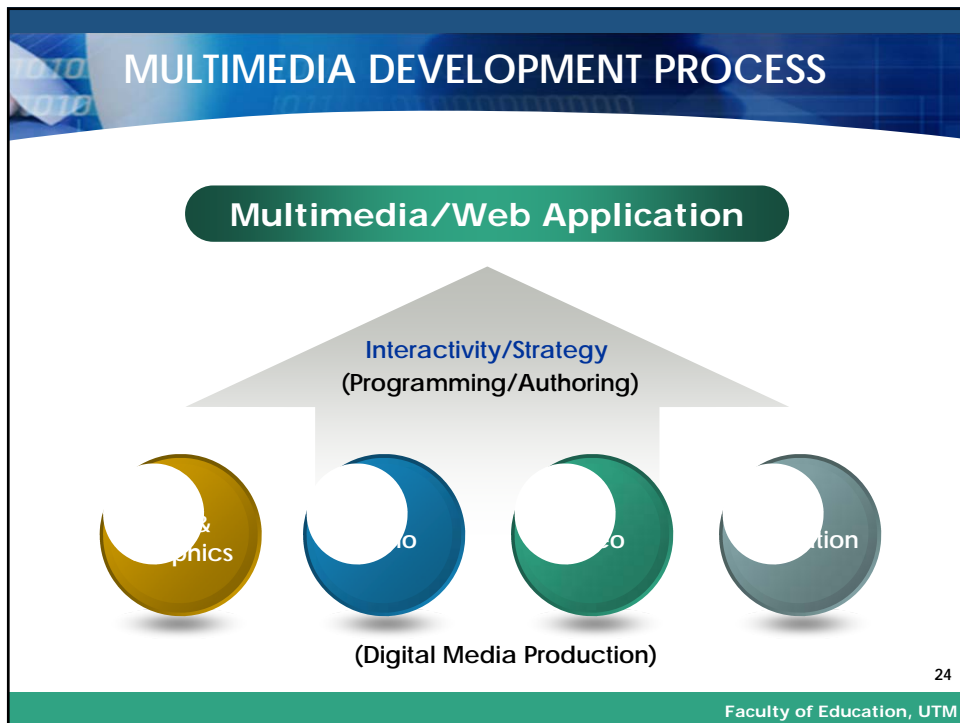 MULTIMEDIA DEVELOPMENT PROCESS
Multimedia/Web Application
Interactivity/Strategy
(Programming/Authoring)
&
(Digital Media Production)
24
Faculty of Education, UTM